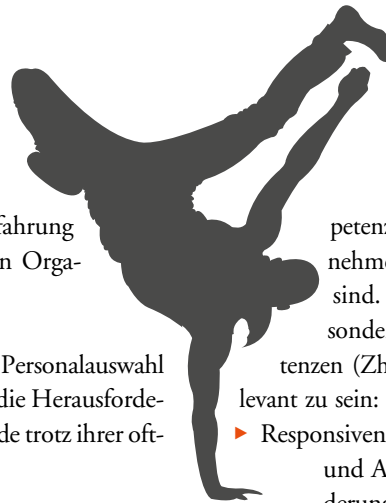 fahrung
n Orga-
Personalauswahl
die Herausforde-
de trotz ihrer oft-
petenz
nehme
sind.
sonde
tenzen (Zh
levant zu sein:
▸ Responsiven
und A
derun